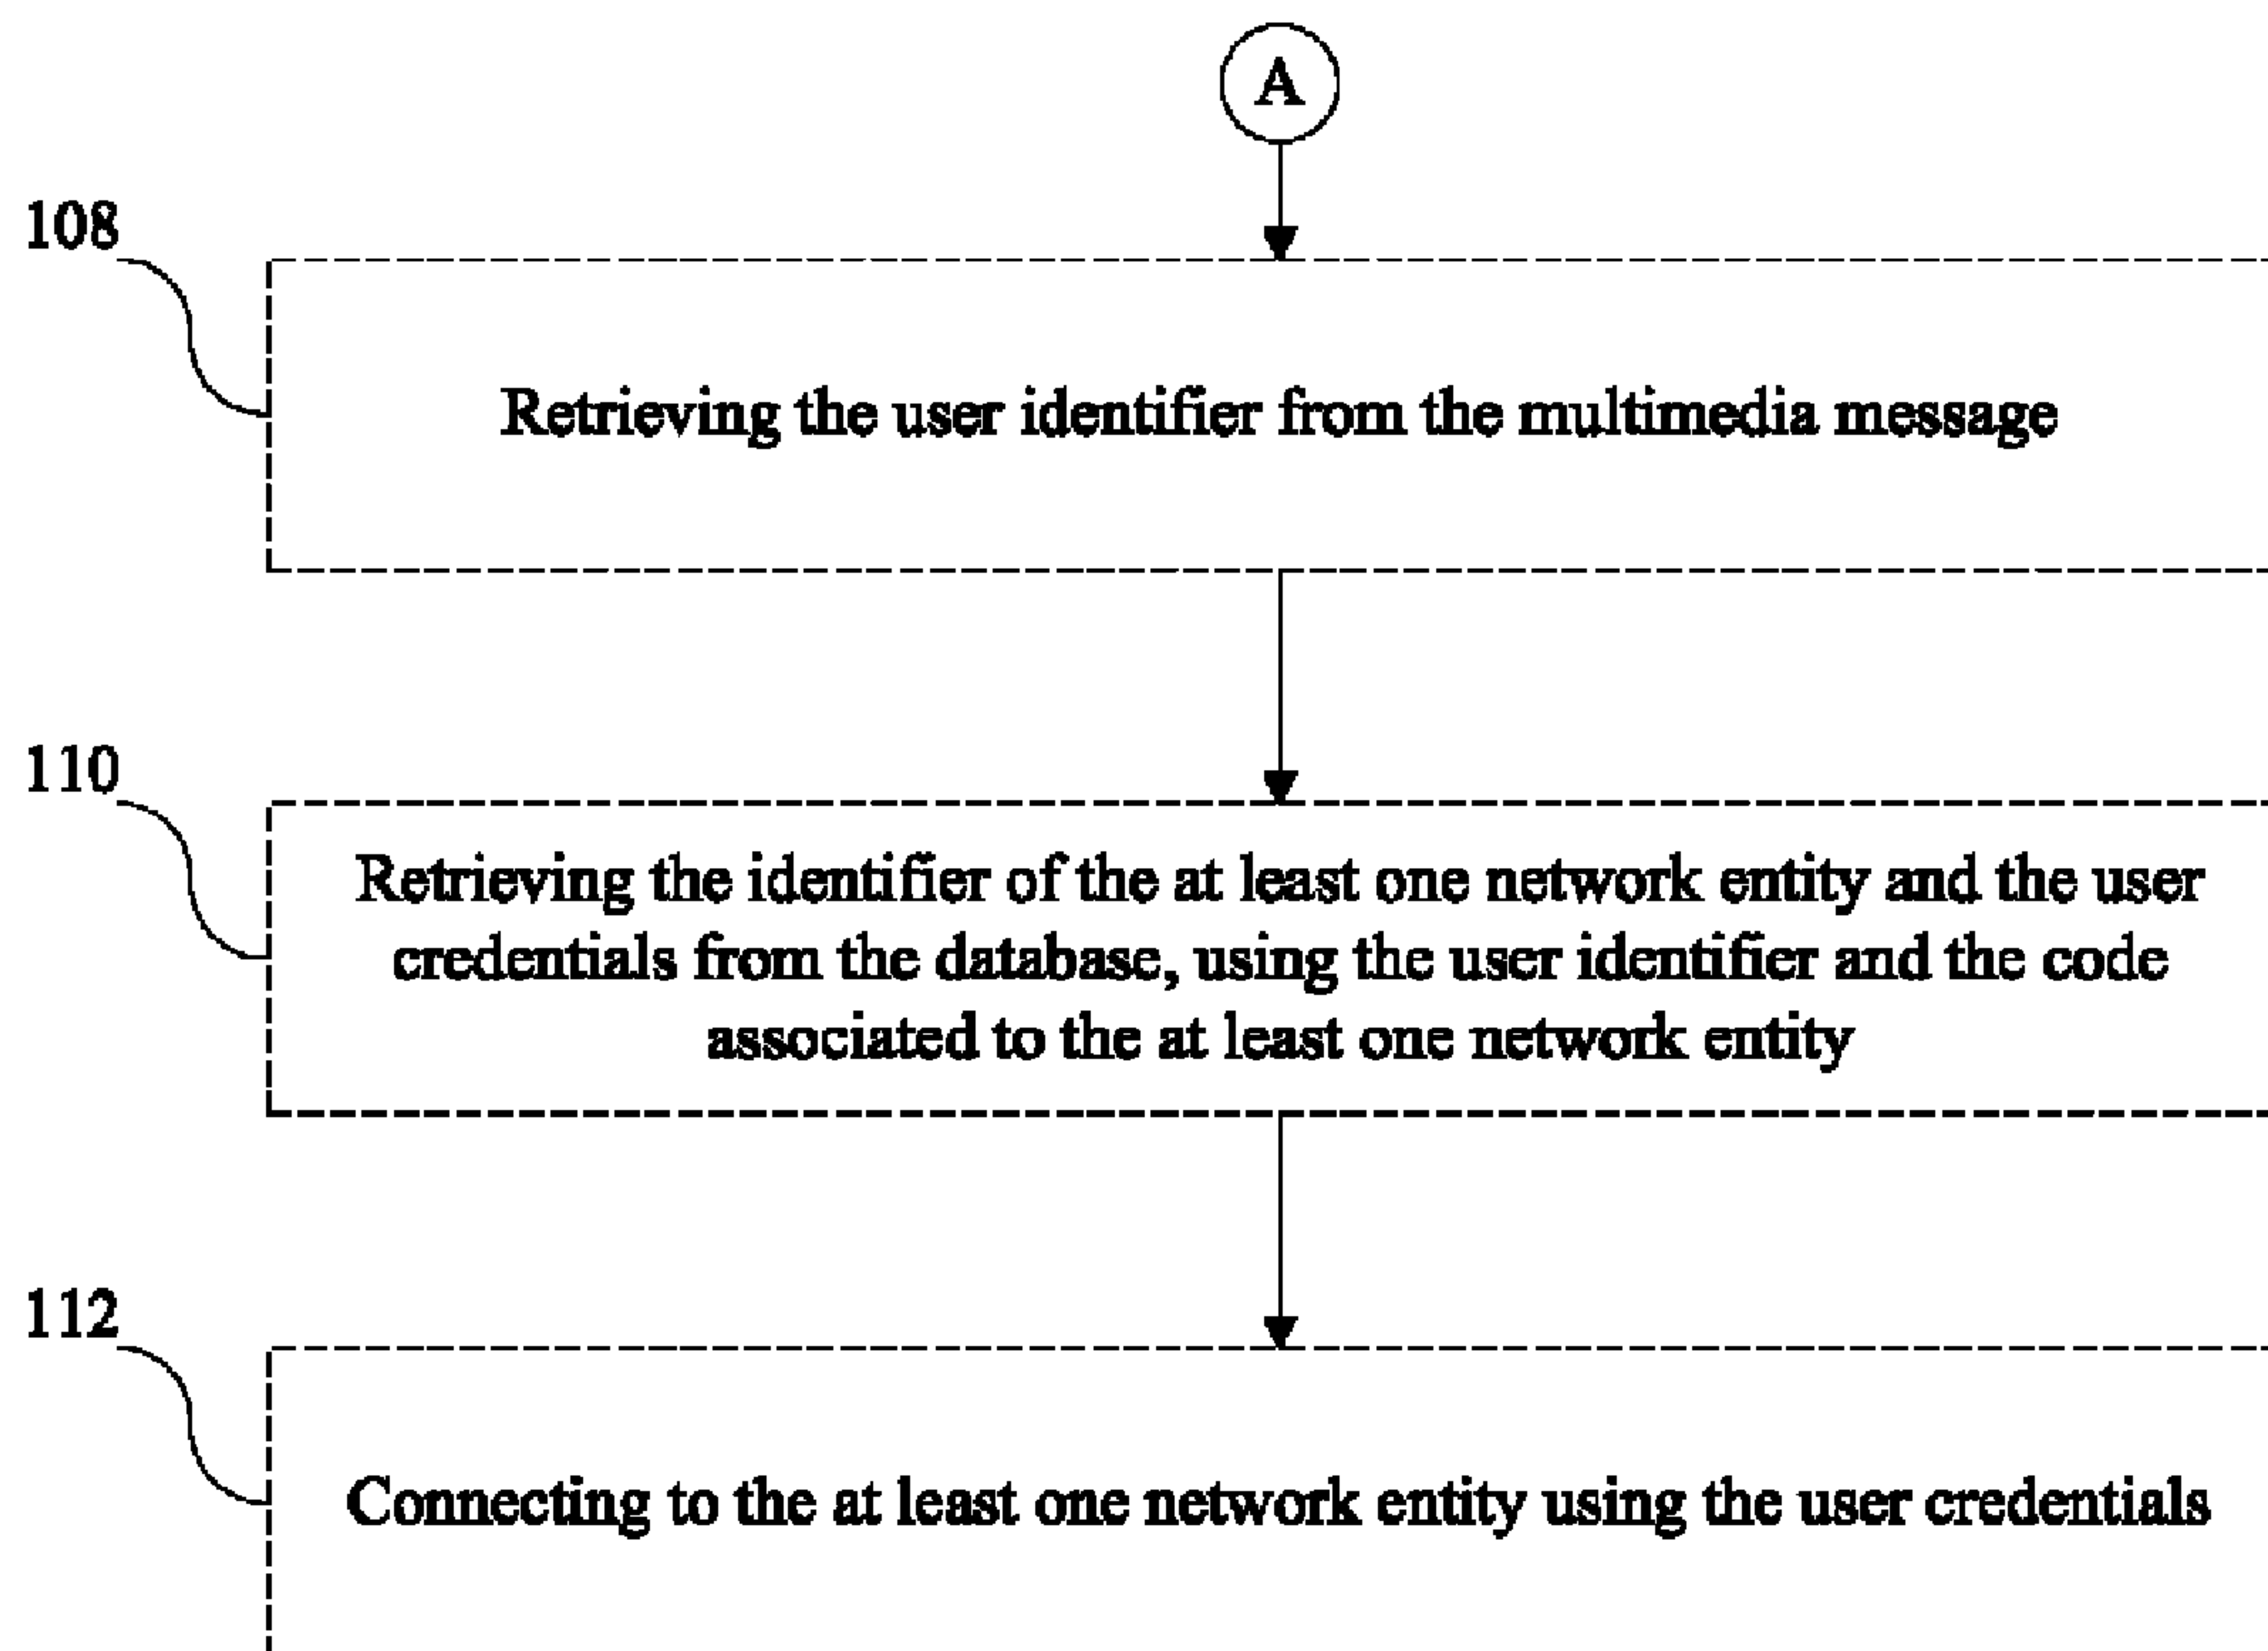 A
108
Retrieving the user identifier from the multimedia message
110
Retrieving the identifier of the at least one network entity and the user
credentials from the database, using the user identifier and the code
associated to the at least one network entity
112
Connecting to the at least one network entity using the user credentials